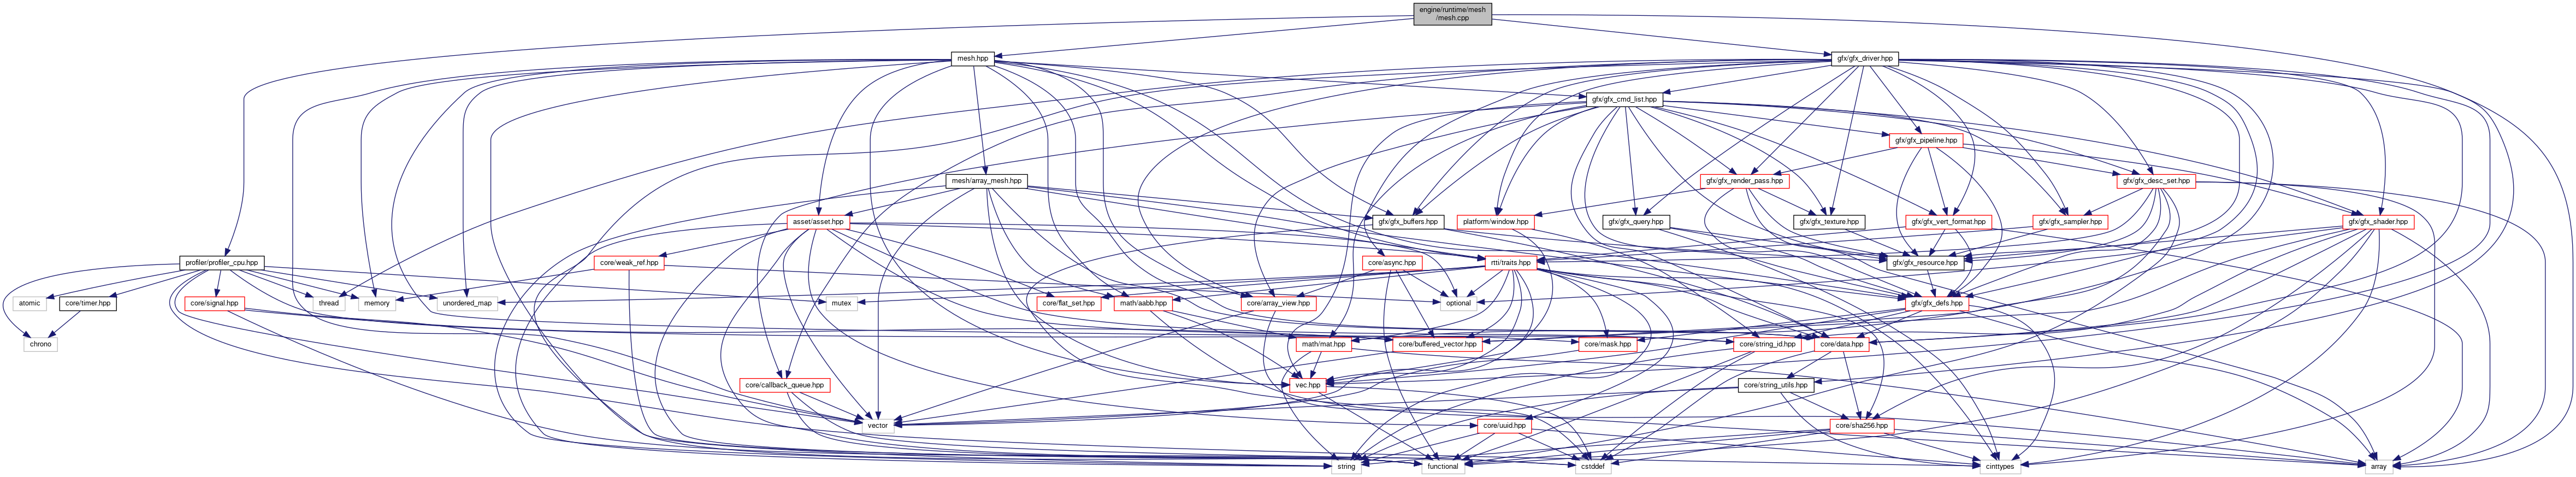 engine/runtime/mesh
/mesh.cpp
mesh.hpp
gfx/gfx_driver.hpp
gfx/gfx_cmd_list.hpp
gfx/gfx_pipeline.hpp
mesh/array_mesh.hpp
gfx/gfx_render_pass.hpp
gfx/gfx_desc_set.hpp
asset/asset.hpp
gfx/gfx_buffers.hpp
platform/window.hpp
gfx/gfx_query.hpp
gfx/gfx_texture.hpp
gfx/gfx_vert_format.hpp
gfx/gfx_sampler.hpp
gfx/gfx_shader.hpp
profiler/profiler_cpu.hpp
core/weak_ref.hpp
core/async.hpp
rtti/traits.hpp
gfx/gfx_resource.hpp
atomic
core/timer.hpp
core/signal.hpp
thread
memory
unordered_map
mutex
core/flat_set.hpp
math/aabb.hpp
core/array_view.hpp
optional
gfx/gfx_defs.hpp
chrono
math/mat.hpp
core/buffered_vector.hpp
core/mask.hpp
core/string_id.hpp
core/data.hpp
core/callback_queue.hpp
vec.hpp
core/string_utils.hpp
vector
core/uuid.hpp
core/sha256.hpp
string
functional
cstddef
cinttypes
array